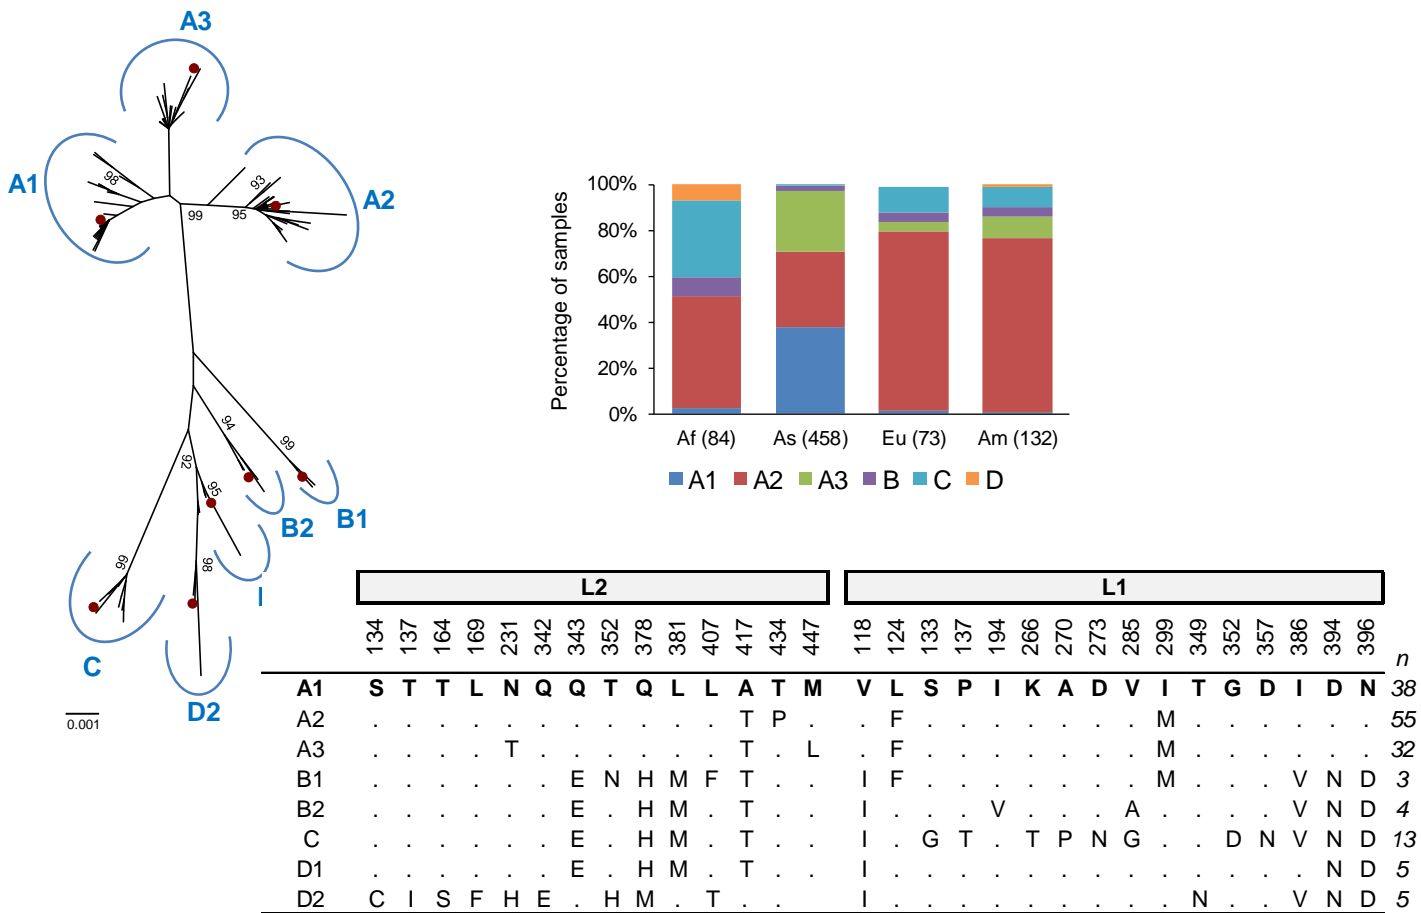 A3
A1
98
93
A2
99
95
94
99
92
95
B1
B2
99
98
I
C
D2
0.001
Percentage of samples
100%
80%
60%
40%
20%
0%
Af (84) As (458) Eu (73) Am (132)
A1 A2 A3 B C D
L2 L1
134 137 164 169 231 342 343 352 378 381 407 417 434 447 118 124 133 137 194 266 270 273 285 299 349 352 357 386 394 396 n
A1 S T T L N Q Q T Q L L A T M V L S P I K A D V I T G D I D N 38
A2 . . . . . . . . . . . T P . . F . . . . . . . M . . . . . . 55
A3 . . . . T . . . . . . T . L . F . . . . . . . M . . . . . . 32
B1 . . . . . . E N H M F T . . I F . . . . . . . M . . . V N D 3
B2 . . . . . . E . H M . T . . I . . . V . . . A . . . . V N D 4
C . . . . . . E . H M . T . . I . G T . T P N G . . D N V N D 13
D1 . . . . . . E . H M . T . . I . . . . . . . . . . . . . N D 5
D2 C I S F H E . H M . T . . I . . . . . . . . . N . . V N D 5